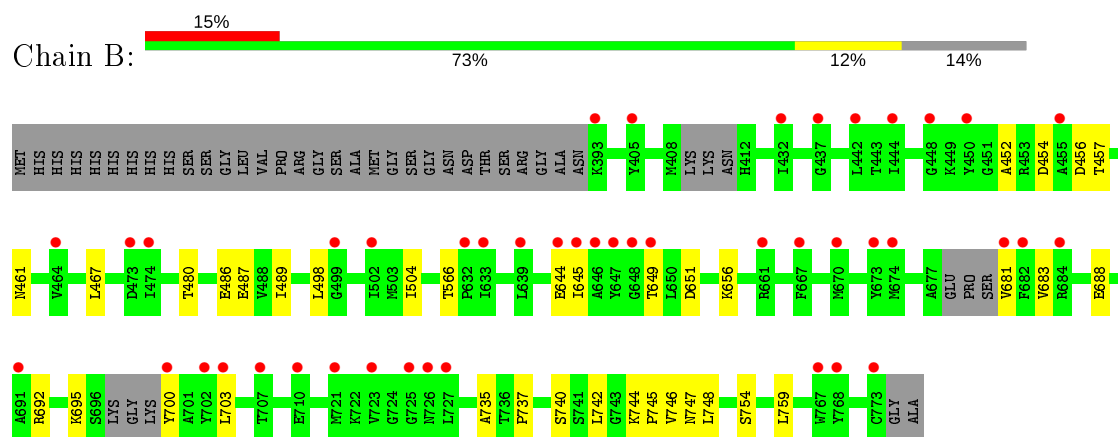 15%
Chain B:
73% 12% 14%
MET HIS HIS HIS HIS HIS HIS HIS HIS SER SER GLY LEU VAL PRO ARG GLY SER ALA MET GLY SER GLY ASN ASP THR SER ARG GLY ALA ASN K393 Y405 M408 LYS LYS ASN H412 I432 G437 L442 T443 I444 G448 K449 Y450 G451 A452 R453 D454 A455 D456 T457
N461 V464 L467 D473 I474 T480 E486 E487 V488 I489 L498 G499 I502 M503 I504 T566 P632 I633 L639 E644 I645 A646 Y647 G648 T649 L650 D651 K656 R661 F667 M670 Y673 M674 A677 GLU PRO SER V681 F682 V683 R684 E688
A691 R692 K695 S696 LYS GLY LYS Y700 A701 Y702 L703 T707 E710 M721 K722 V723 G724 G725 N726 L727 A735 T736 P737 S740 S741 L742 G743 K744 P745 V746 N747 L748 S754 L759 W767 Y768 C773 GLY ALA